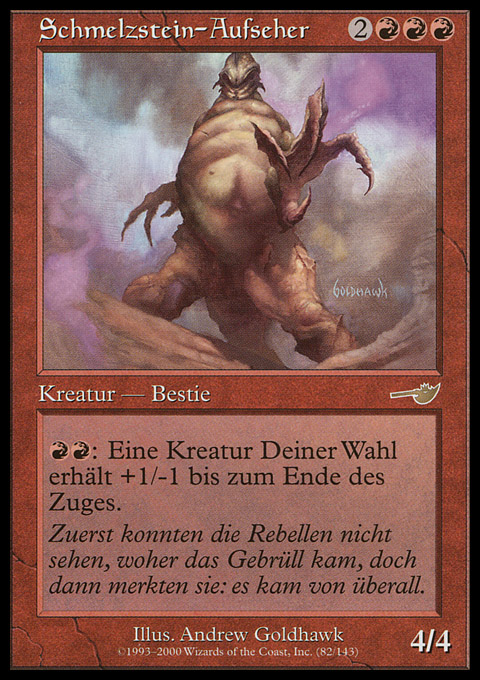 Schmelzstein-Aufseher 2
GOLDHAWK
Kreatur — Bestie
: Eine Kreatur Deiner Wahl
erhält +1/-1 bis zum Ende des
Zuges.
Zuerst konnten die Rebellen nicht
sehen, woher das Gebrüll kam, doch
dann merkten sie: es kam von überall.
Illus. Andrew Goldhawk
©1993–2000 Wizards of the Coast, Inc. (82/143)
4/4